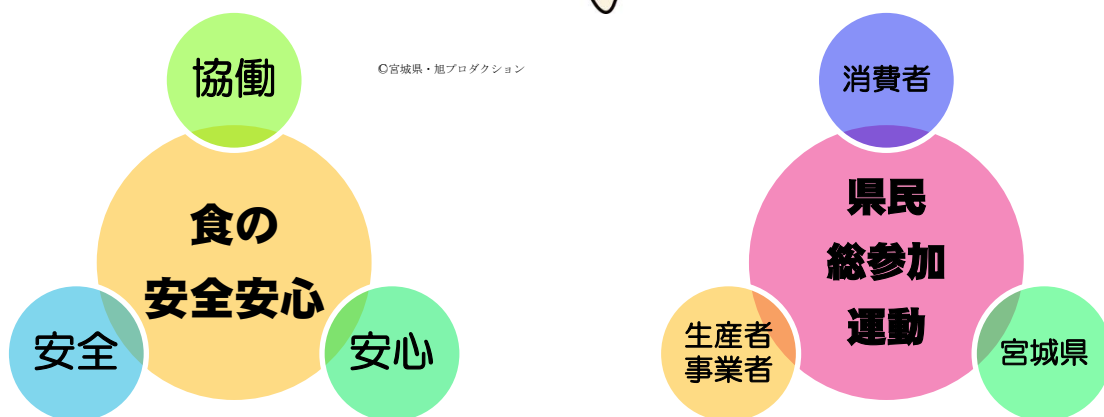 協働
©宮城県・旭プロダクション
食の
安全安心
安全
安心
消費者
県民
総参加
運動
生産者
事業者
宮城県